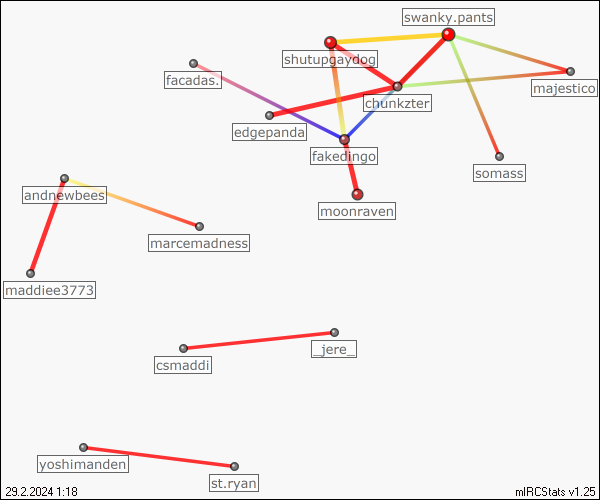 swanky.pants
shutupgaydog
facadas.
majestico
chunkzter
edgepanda
fakedingo
somass
andnewbees
moonraven
marcemadness
maddiee3773
_jere_
csmaddi
yoshimanden
st.ryan
29.2.2024 1:18
mIRCStats v1.25